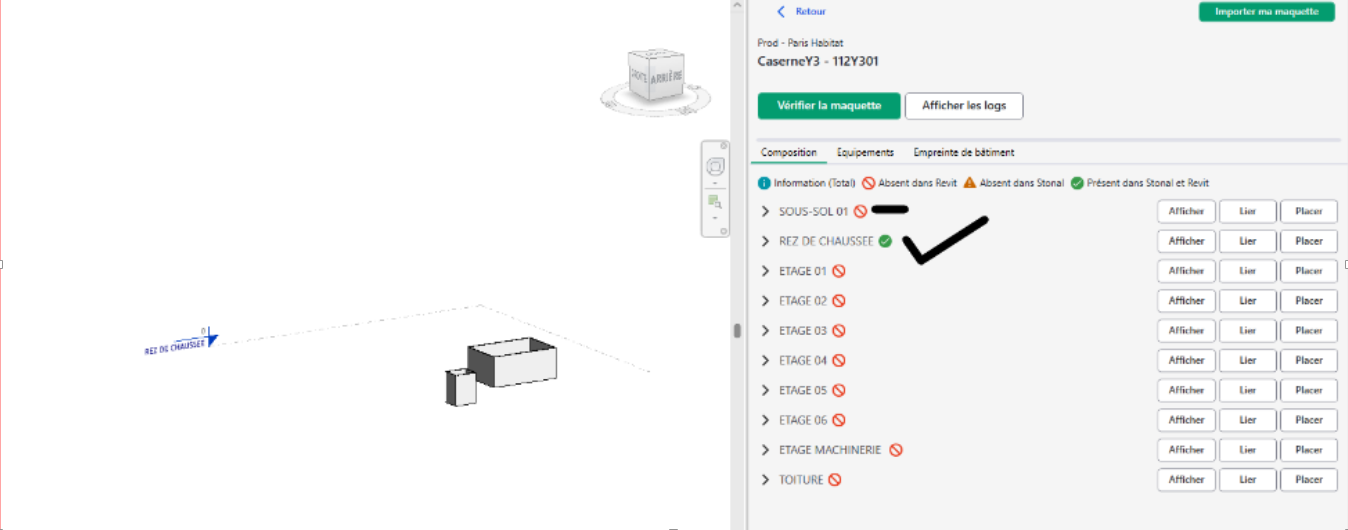 Retour
Importer ma maquette
Prod - Paris Habitat
CaserneY3 - 112Y301
Vérifier la maquette
Afficher les logs
Composition
Equipements
Empreinte de bâtiment
Information (Total)
Absent dans Revit
Absent dans Stonal
Présent dans Stonal et Revit
SOUS-SOL 01 Afficher Lier Placer
REZ DE CHAUSSEE Afficher Lier Placer
ETAGE 01 Afficher Lier Placer
ETAGE 02 Afficher Lier Placer
ETAGE 03 Afficher Lier Placer
ETAGE 04 Afficher Lier Placer
ETAGE 05 Afficher Lier Placer
ETAGE 06 Afficher Lier Placer
ETAGE MACHINERIE Afficher Lier Placer
TOITURE Afficher Lier Placer
DROITE ARRIÈRE
0
REZ DE CHAUSSEE